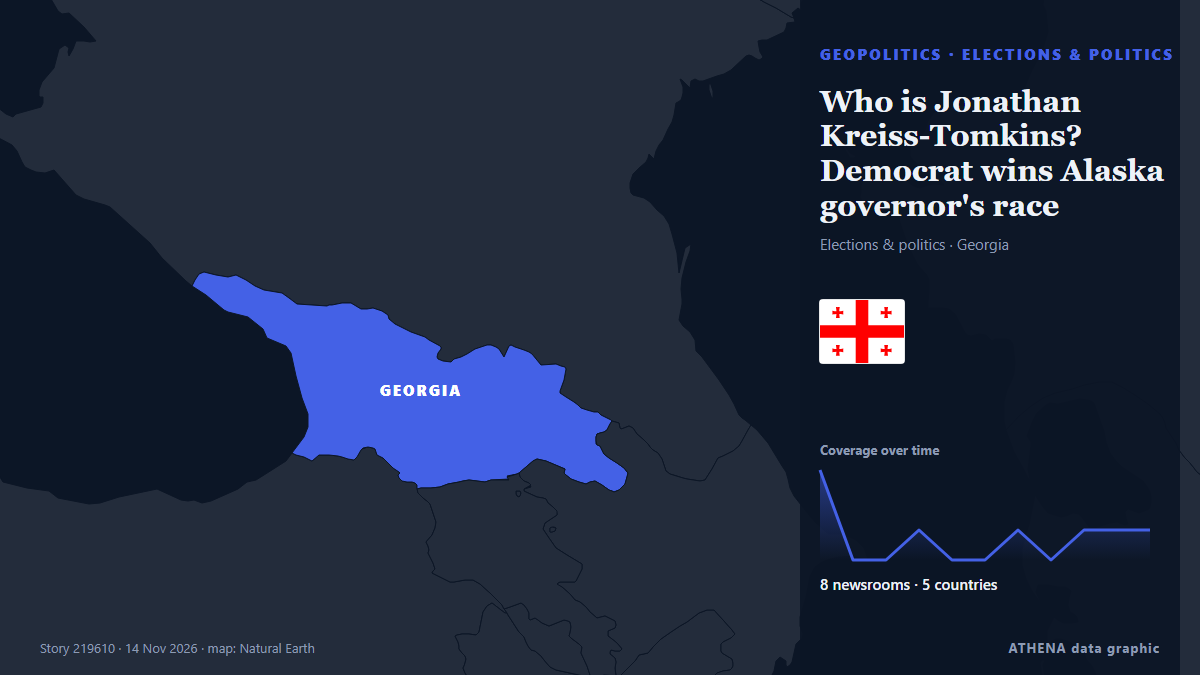 GEOPOLITICS · ELECTIONS & POLITICS
Who is Jonathan
Kreiss-Tomkins?
Democrat wins Alaska
governor's race
Elections & politics · Georgia
GEORGIA
Coverage over time
8 newsrooms · 5 countries
Story 219610 · 14 Nov 2026 · map: Natural Earth
ATHENA data graphic